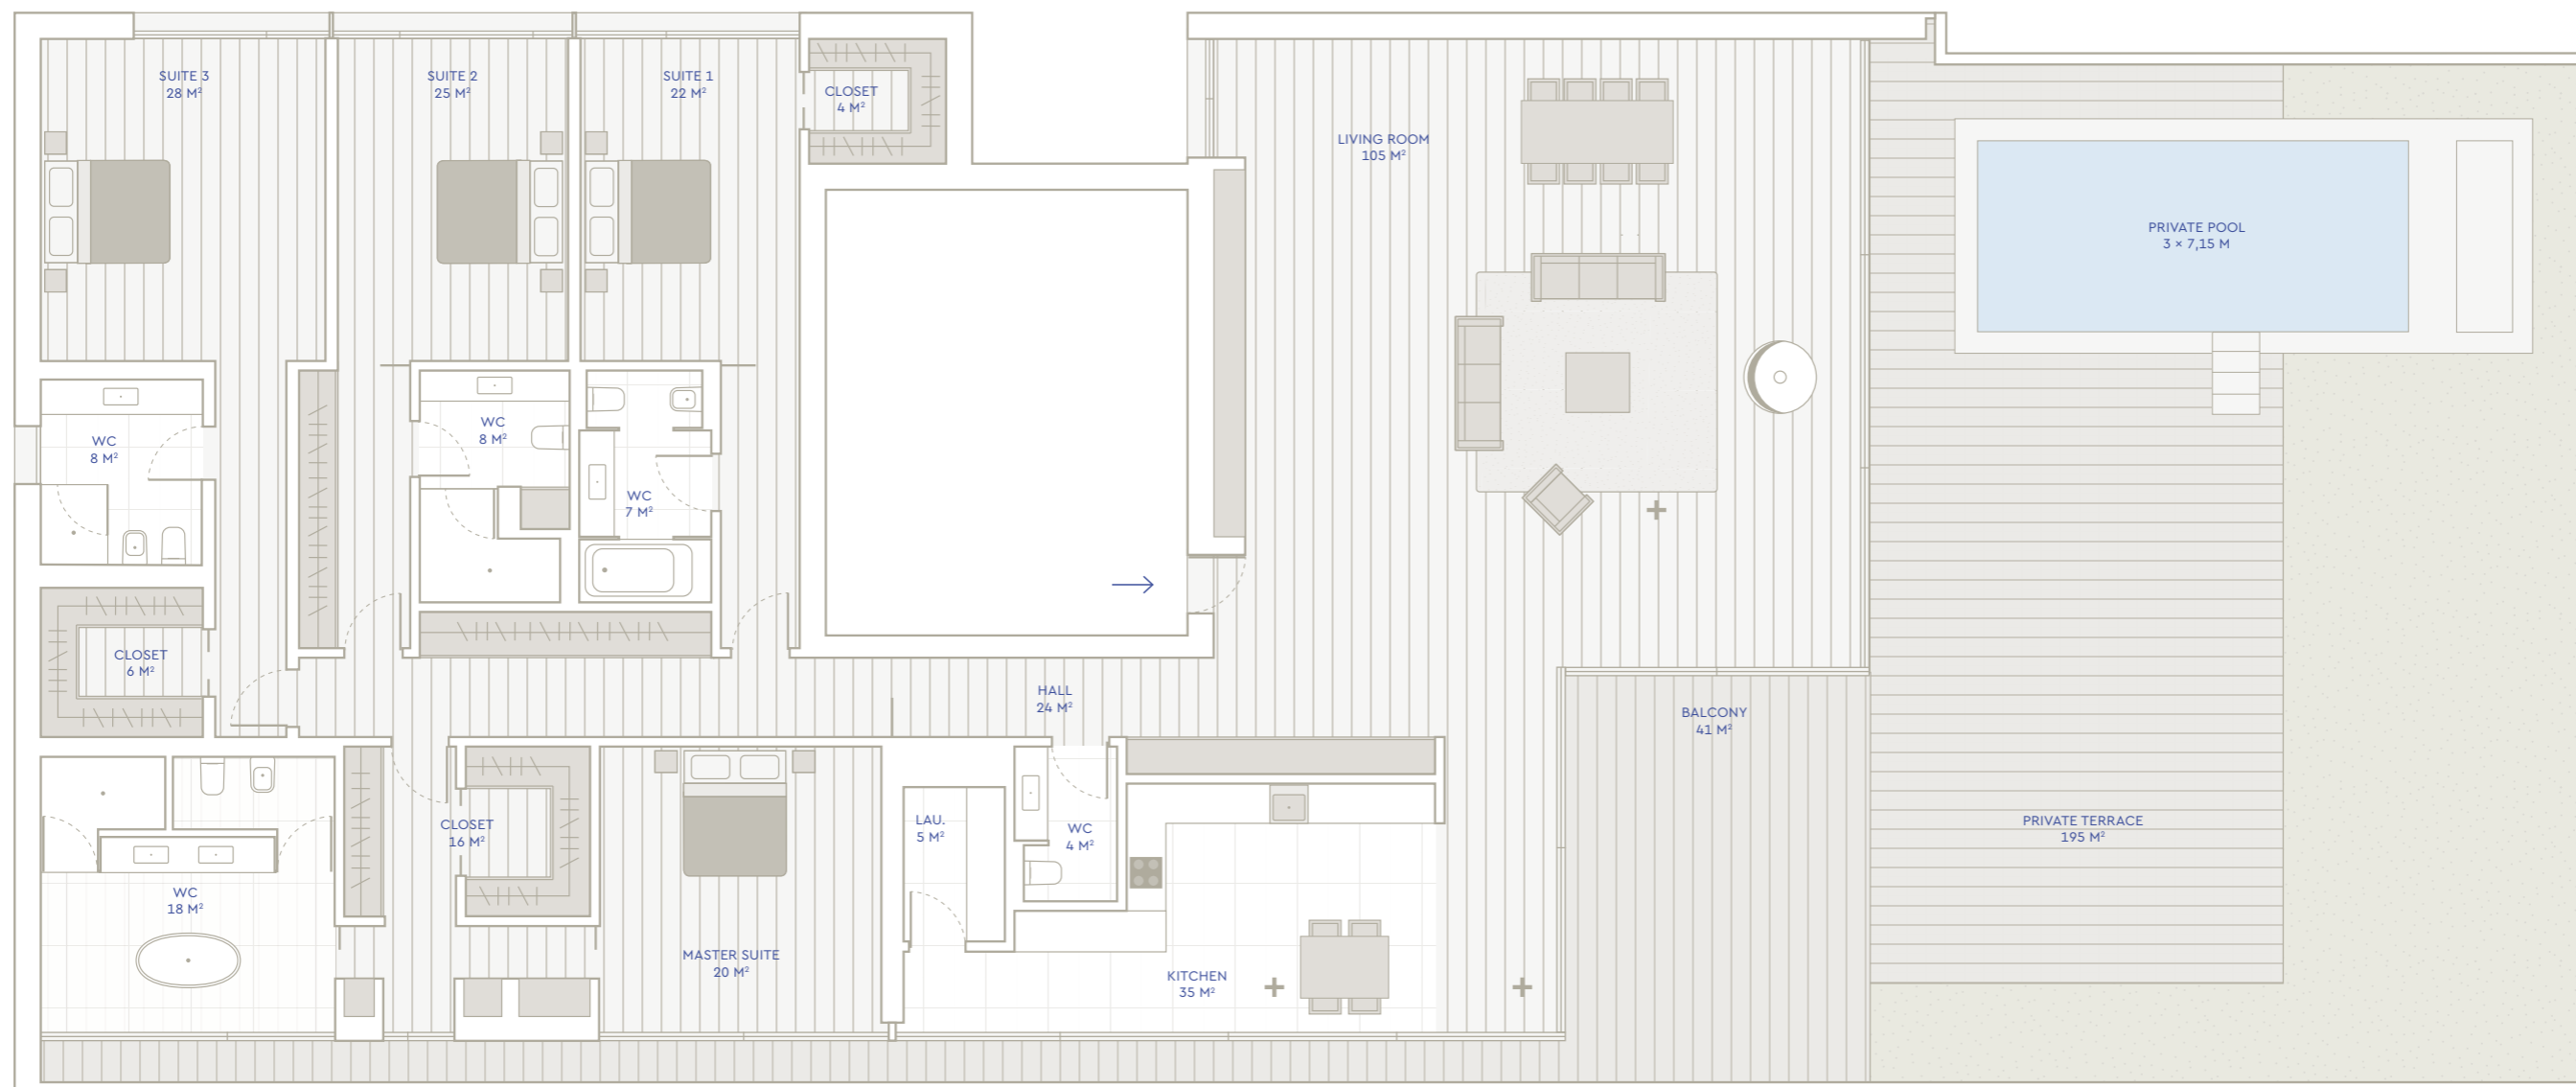 SUITE 3
28 M²
SUITE 2
25 M²
SUITE 1
22 M²
CLOSET
4 M²
LIVING ROOM
105 M²
PRIVATE POOL
3 × 7,15 M
WC
8 M²
WC
8 M²
WC
7 M²
CLOSET
6 M²
HALL
24 M²
BALCONY
41 M²
CLOSET
16 M²
LAU.
5 M²
WC
4 M²
PRIVATE TERRACE
195 M²
WC
18 M²
MASTER SUITE
20 M²
KITCHEN
35 M²